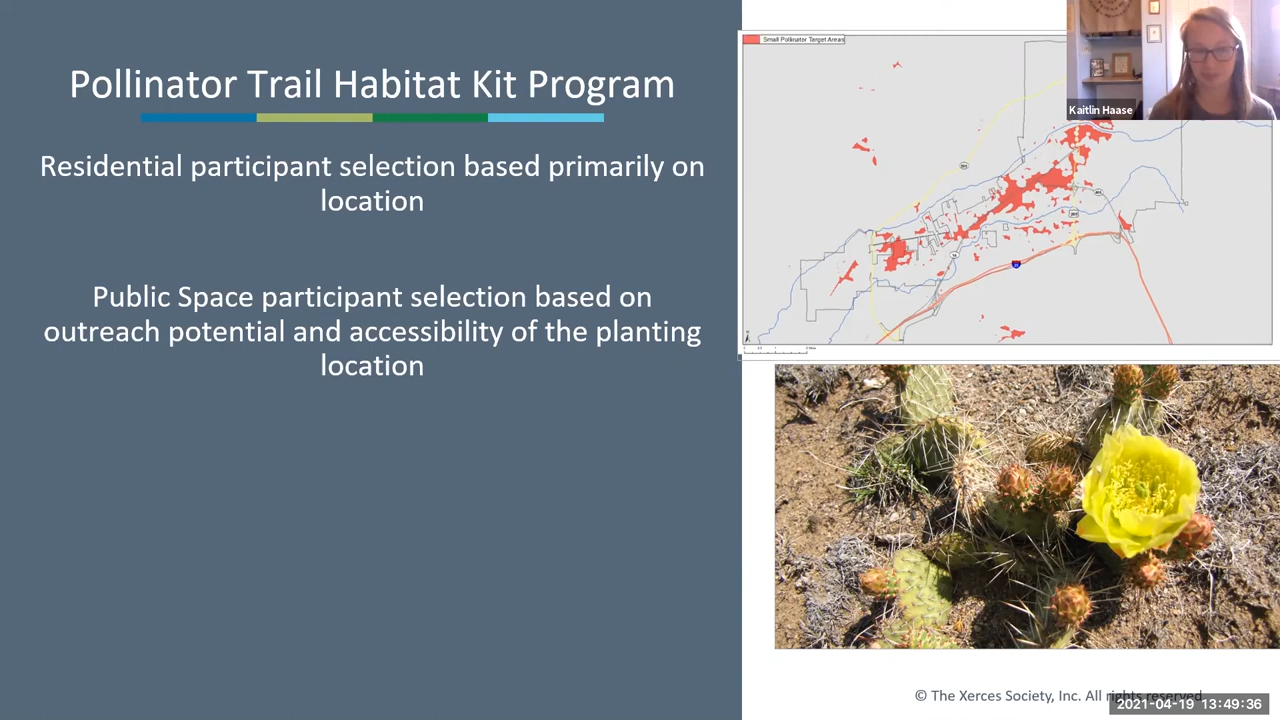 Pollinator Trail Habitat Kit Program
Residential participant selection based primarily on
location
Public Space participant selection based on
outreach potential and accessibility of the planting
location
Small Pollinator Target Areas
Kaitlin Haase
© The Xerces Society, Inc. All rights reserved
2021-04-19 13:49:36